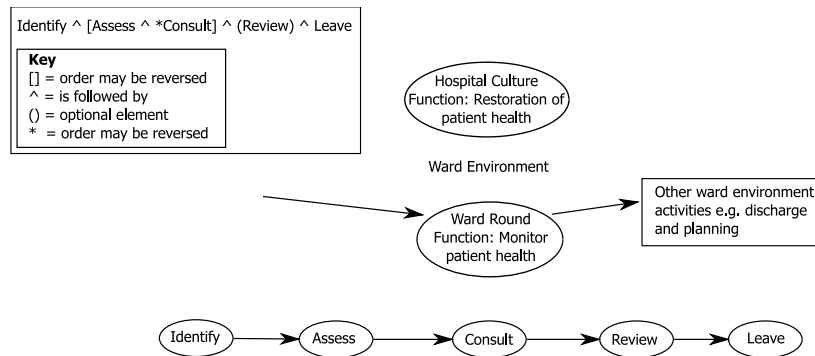 Identify ^ [Assess ^ *Consult] ^ (Review) ^ Leave
Key
[] = order may be reversed
^ = is followed by
() = optional element
* = order may be reversed
Hospital Culture
Function: Restoration of
patient health
Ward Environment
Ward Round
Function: Monitor
patient health
Other ward environment
activities e.g. discharge
and planning
Identify
Assess
Consult
Review
Leave